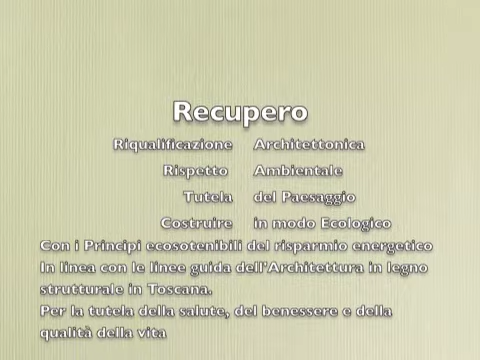 Recupero
Riqualificazione Architettonica
Rispetto Ambientale
Tutela del Paesaggio
Costruire in modo Ecologico
Con i Principi ecosotenibili del risparmio energetico
In linea con le linee guida dell'Architettura in legno
strutturale in Toscana.
Per la tutela della salute, del benessere e della
qualità della vita